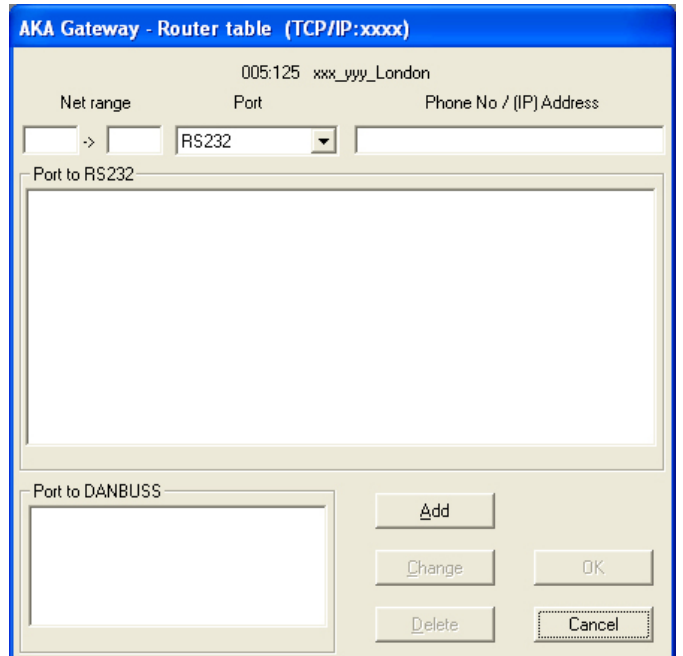 AKA Gateway - Router table (TCP/IP:xxxx)
005:125 xxx_yyy_London
Net range Port Phone No / (IP) Address
-> RS232
Port to RS232
Port to DANBUSS
Add
Change OK
Delete Cancel